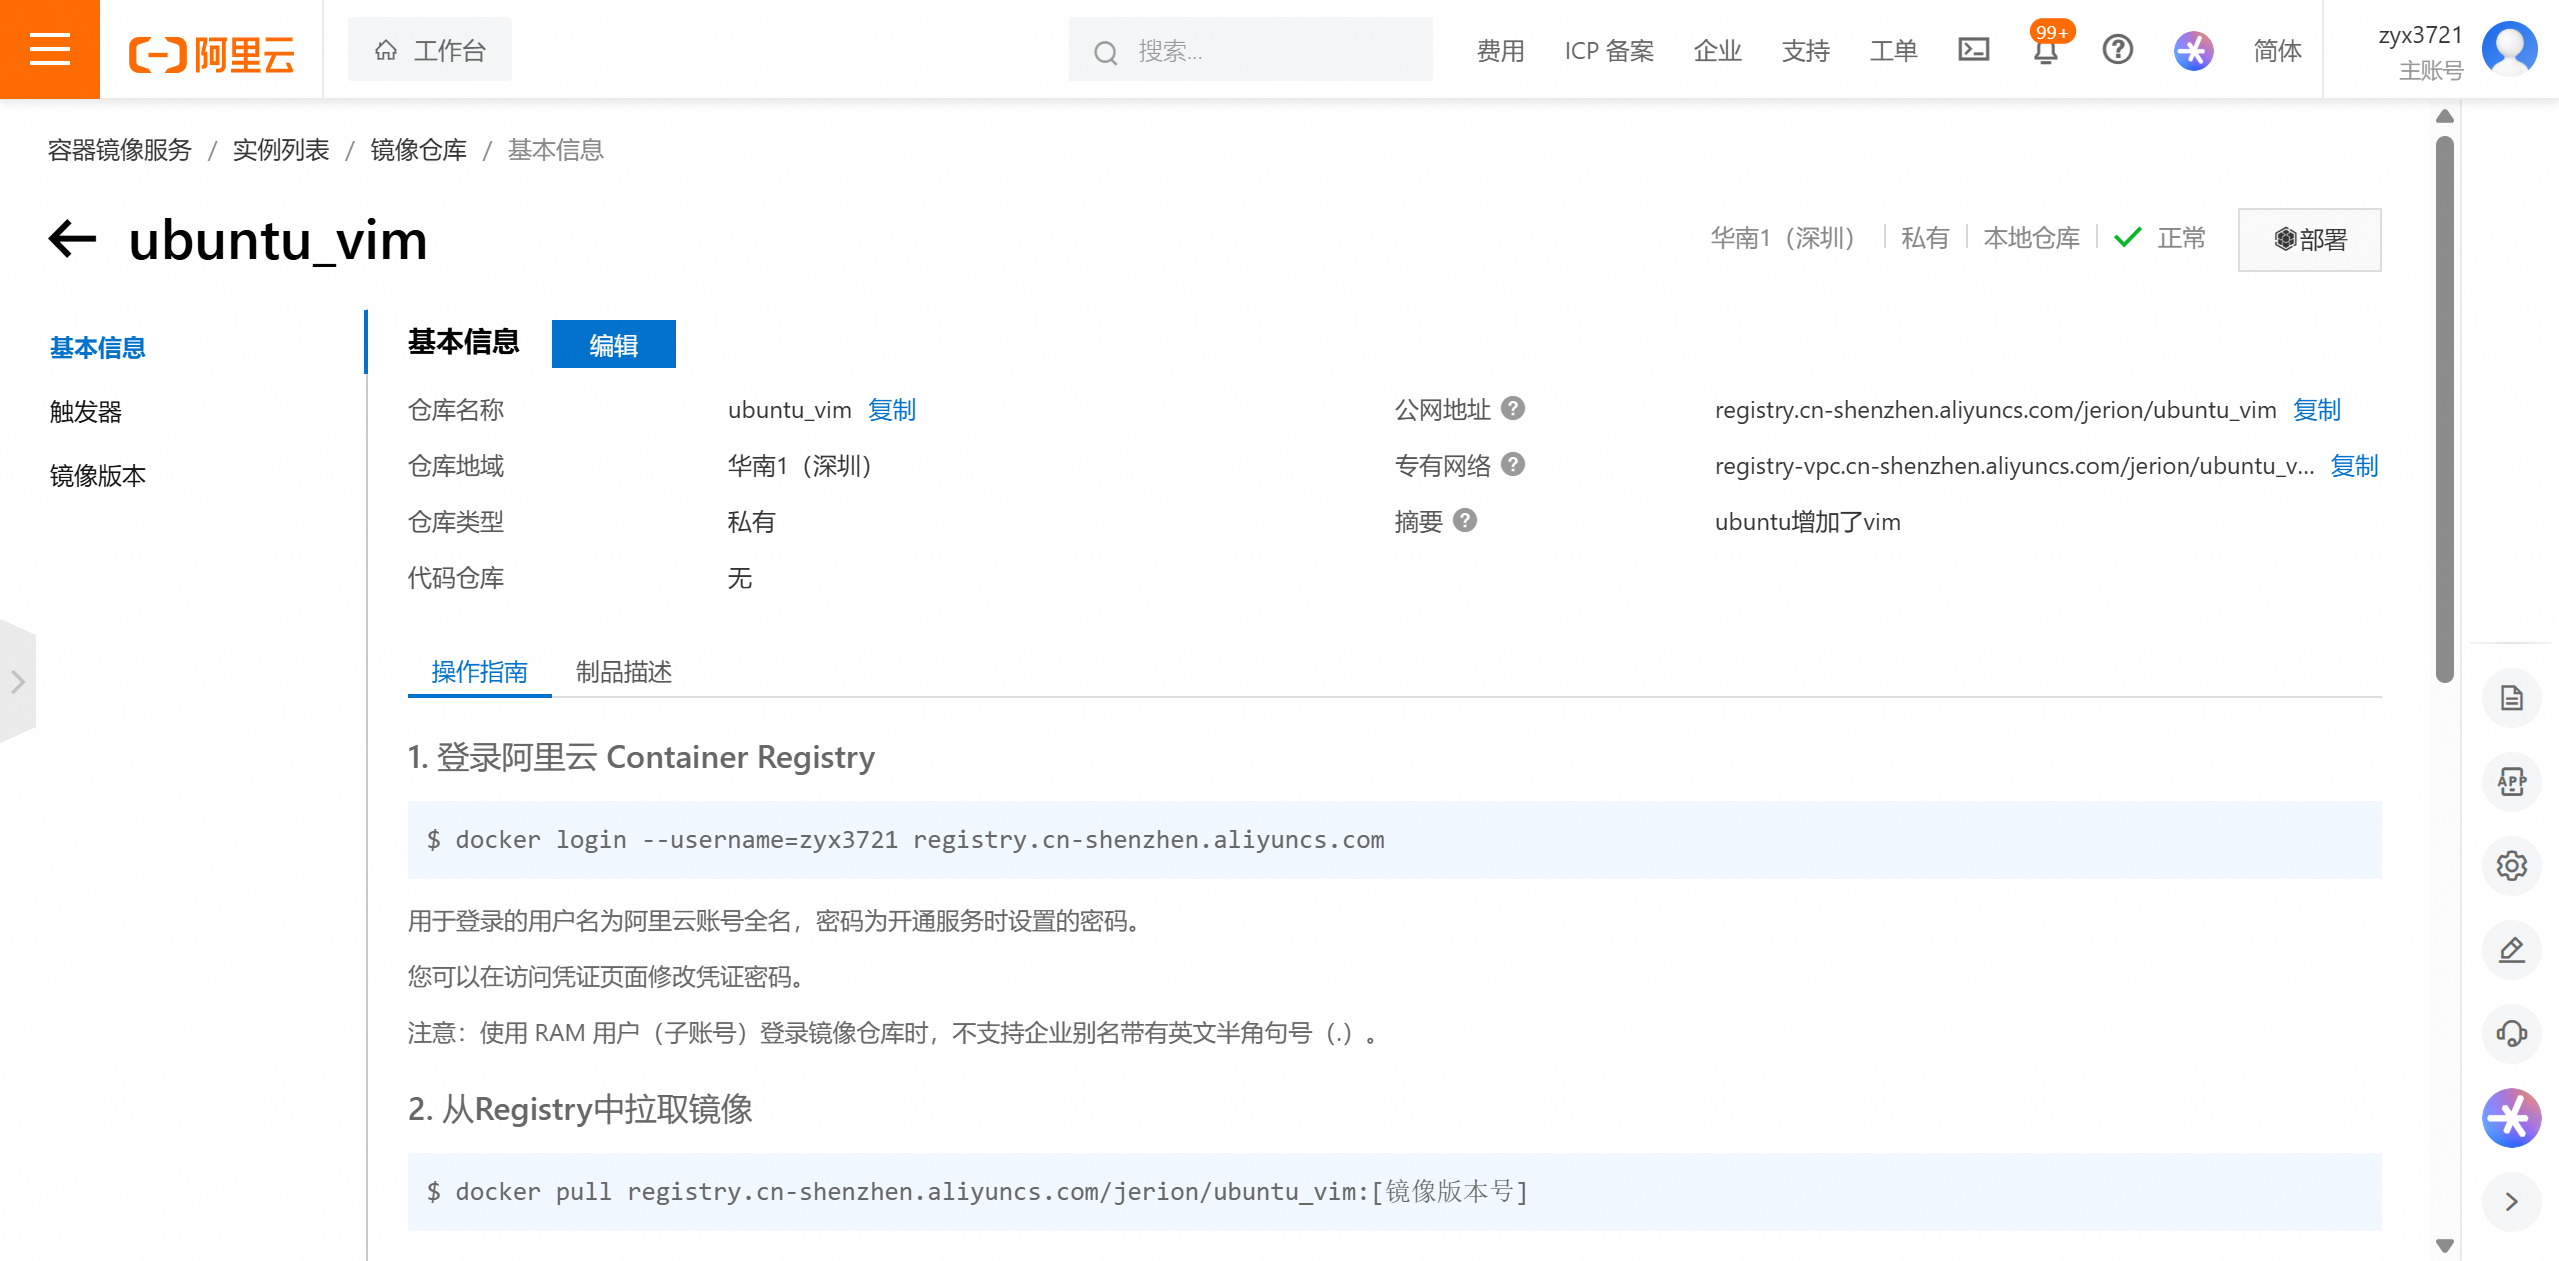 阿里云
工作台
搜索...
费用
ICP 备案
企业
支持
工单
99+
简体
zyx3721
主账号
容器镜像服务 / 实例列表 / 镜像仓库 / 基本信息
ubuntu_vim
华南1（深圳） 私有 本地仓库 正常
部署
基本信息
触发器
镜像版本
基本信息 编辑
仓库名称 ubuntu_vim 复制
公网地址 registry.cn-shenzhen.aliyuncs.com/jerion/ubuntu_vim 复制
仓库地域 华南1（深圳）
专有网络 registry-vpc.cn-shenzhen.aliyuncs.com/jerion/ubuntu_v... 复制
仓库类型 私有
摘要 ubuntu增加了vim
代码仓库 无
操作指南 制品描述
1. 登录阿里云 Container Registry
$ docker login --username=zyx3721 registry.cn-shenzhen.aliyuncs.com
用于登录的用户名为阿里云账号全名，密码为开通服务时设置的密码。
您可以在访问凭证页面修改凭证密码。
注意：使用 RAM 用户（子账号）登录镜像仓库时，不支持企业别名带有英文半角句号（.）。
2. 从Registry中拉取镜像
$ docker pull registry.cn-shenzhen.aliyuncs.com/jerion/ubuntu_vim:[镜像版本号]
APP